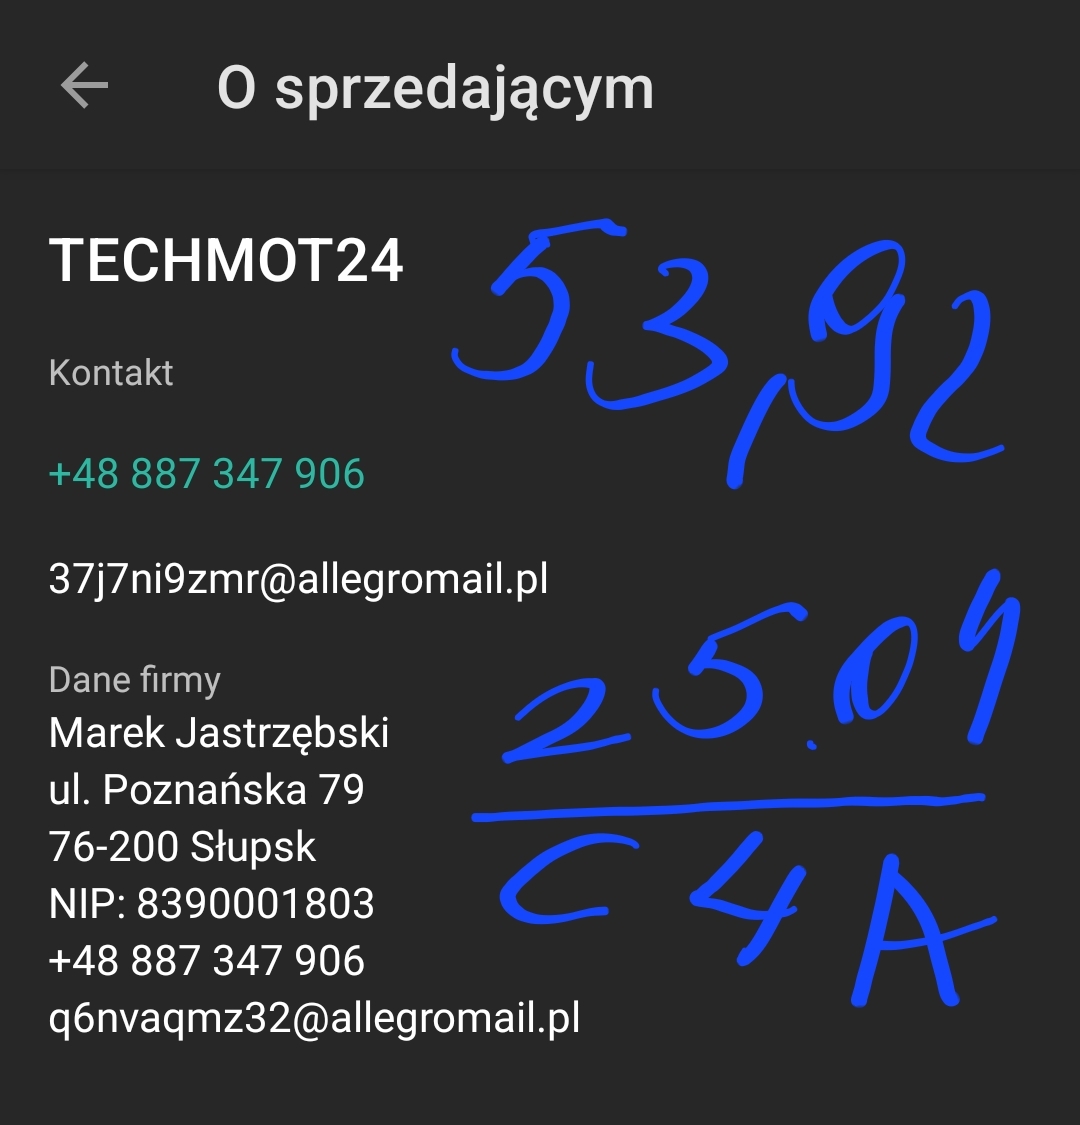 O sprzedającym
TECHMOT24
53,92
Kontakt
+48 887 347 906
37j7ni9zmr@allegromail.pl
25.04
Dane firmy
Marek Jastrzębski
ul. Poznańska 79
76-200 Słupsk
C4A
NIP: 8390001803
+48 887 347 906
q6nvaqmz32@allegromail.pl